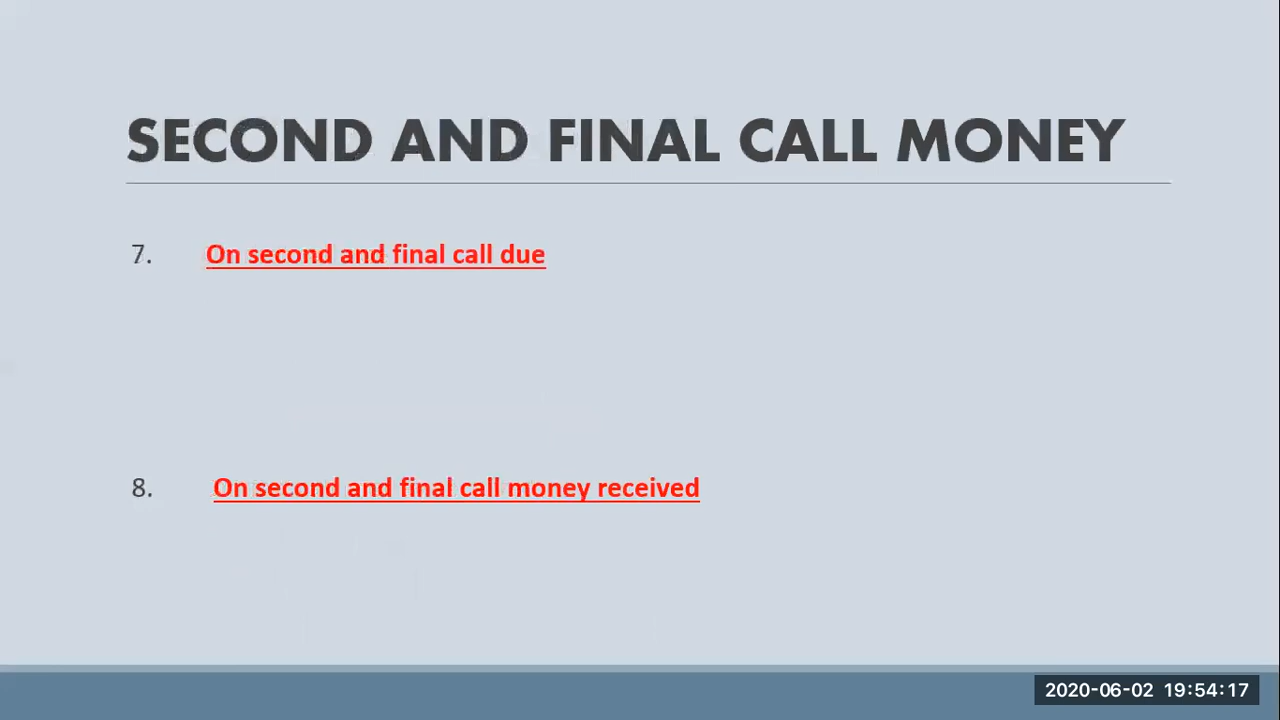 SECOND AND FINAL CALL MONEY
7. On second and final call due
8. On second and final call money received
2020-06-02 19:54:17